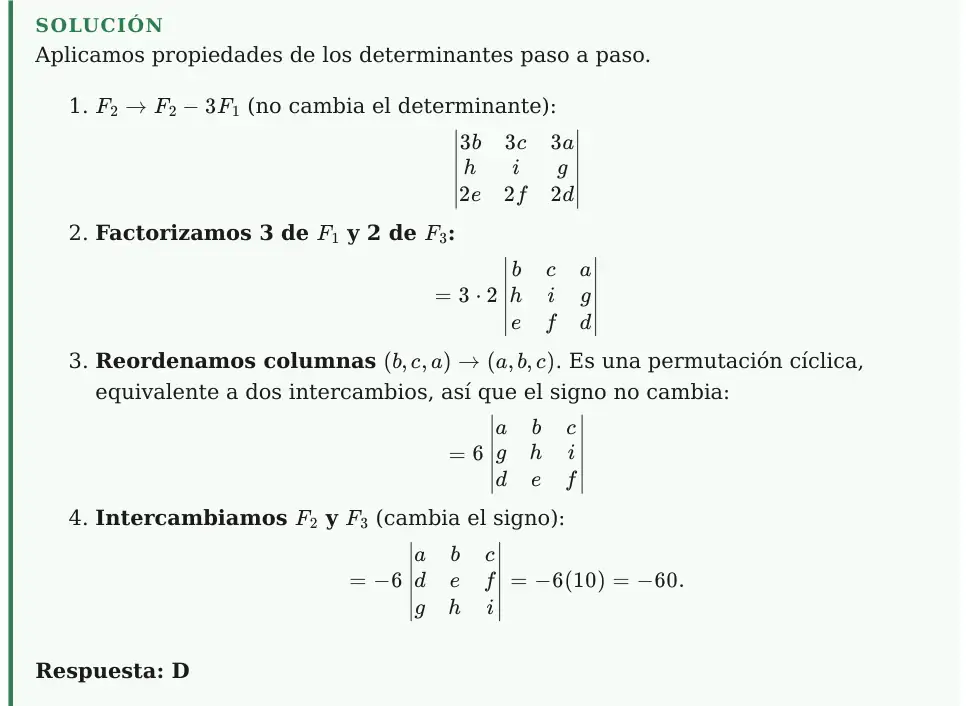 SOLUCIÓN
Aplicamos propiedades de los determinantes paso a paso.
1. F₂ → F₂ − 3F₁ (no cambia el determinante):
|3b 3c 3a|
|h i g|
|2e 2f 2d|
2. Factorizamos 3 de F₁ y 2 de F₃:
= 3 · 2 |b c a|
|h i g|
|e f d|
3. Reordenamos columnas (b, c, a) → (a, b, c). Es una permutación cíclica,
equivalente a dos intercambios, así que el signo no cambia:
= 6 |a b c|
|g h i|
|d e f|
4. Intercambiamos F₂ y F₃ (cambia el signo):
= −6 |a b c|
|d e f| = −6(10) = −60.
|g h i|
Respuesta: D